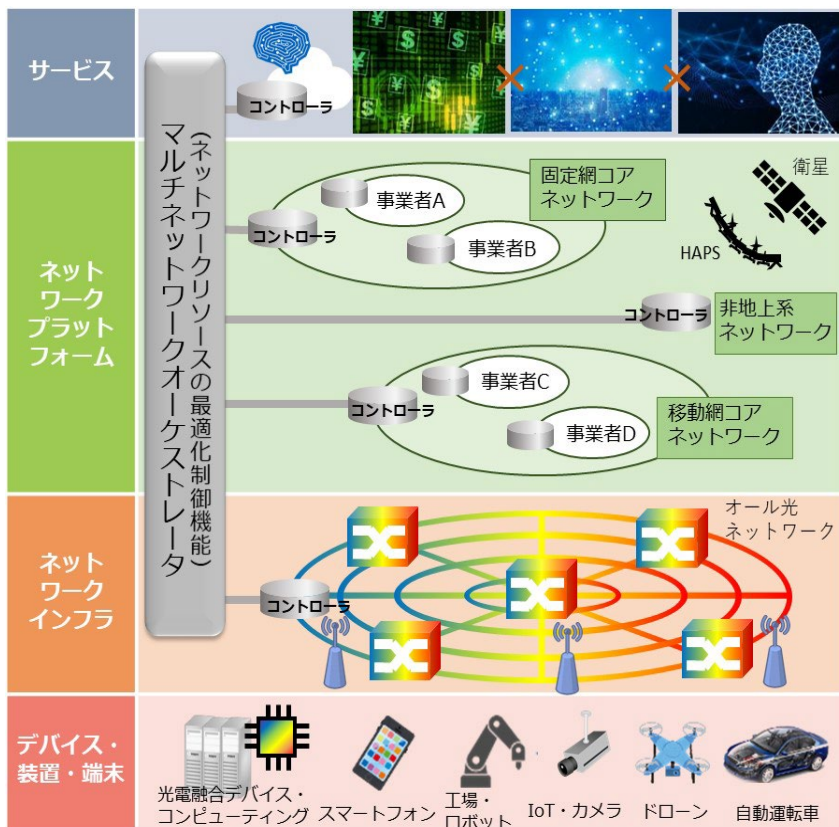 サービス
コントローラ
マルチネットワークオーケストレータ
(ネットワークリソースの最適化制御機能)
ネット
ワーク
プラット
フォーム
コントローラ
事業者A
事業者B
固定網コア
ネットワーク
衛星
HAPS
コントローラ
非地上系
ネットワーク
コントローラ
事業者C
事業者D
移動網コア
ネットワーク
ネット
ワーク
インフラ
コントローラ
オール光
ネットワーク
デバイス・
装置・端末
光電融合デバイス・
コンピューティング
スマートフォン
工場・
ロボット
IoT・カメラ
ドローン
自動運転車